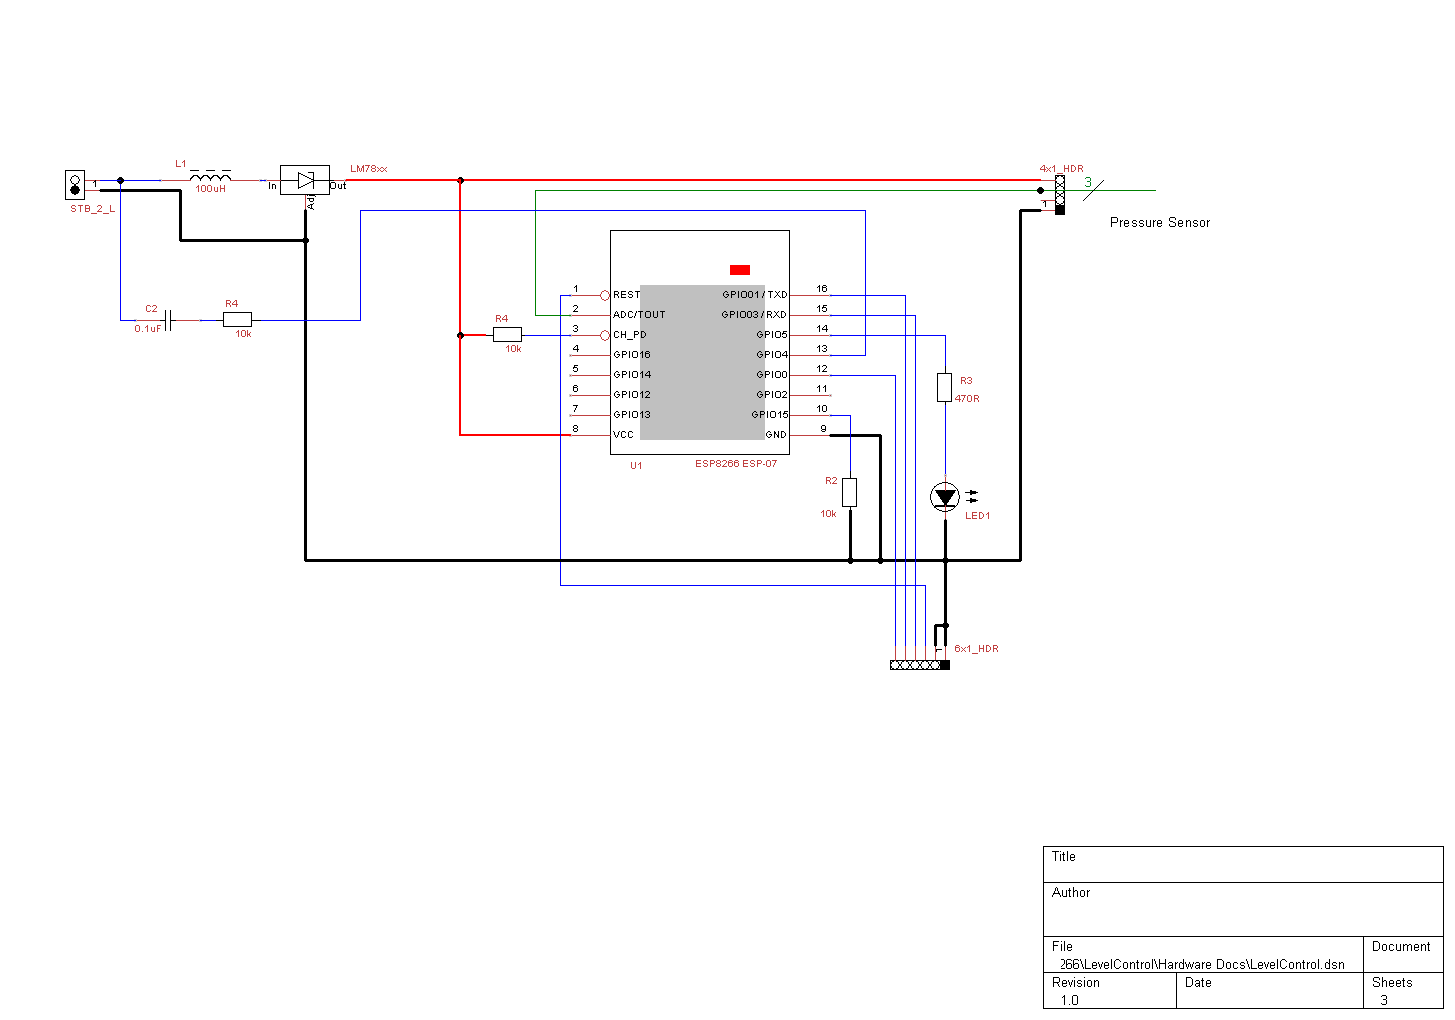 L1
100uH
LM78xx
In
Out
Adj
1
STB_2_L
4x1_HDR
3
1
Pressure Sensor
C2
0.1uF
R4
10k
R4
10k
1 REST
2 ADC/TOUT
3 CH_PD
4 GPIO16
5 GPIO14
6 GPIO12
7 GPIO13
8 VCC
GPIO01/TXD 16
GPIO03/RXD 15
GPIO5 14
GPIO4 13
GPIO0 12
GPIO2 11
GPIO15 10
GND 9
U1
ESP8266 ESP-07
R3
470R
R2
10k
LED1
1
6x1_HDR
Title
Author
File
266\LevelControl\Hardware Docs\LevelControl.dsn
Document
Revision
1.0
Date
Sheets
3